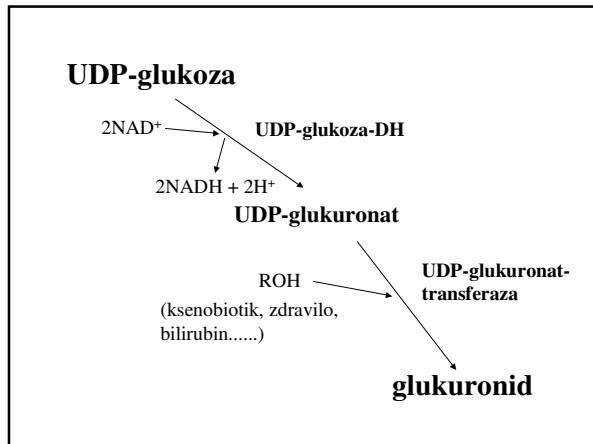 UDP-glukoza
2NAD⁺
UDP-glukoza-DH
2NADH + 2H⁺
UDP-glukuronat
ROH
(ksenobiotik, zdravilo,
bilirubin......)
UDP-glukuronat-
transferaza
glukuronid